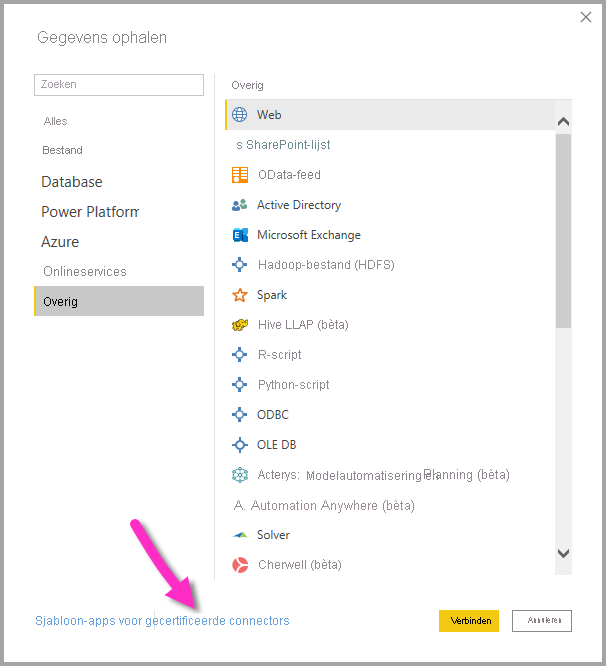 Gegevens ophalen
Zoeken
Alles
Bestand
Database
Power Platform
Azure
Onlineservices
Overig
Overig
Web
s SharePoint-lijst
OData-feed
Active Directory
Microsoft Exchange
Hadoop-bestand (HDFS)
Spark
Hive LLAP (bèta)
R-script
Python-script
ODBC
OLE DB
Acterys: Modelautomatisering en Planning (bèta)
A. Automation Anywhere (bèta)
Solver
Cherwell (bèta)
Sjabloon-apps voor gecertificeerde connectors
Verbinden
Annuleren